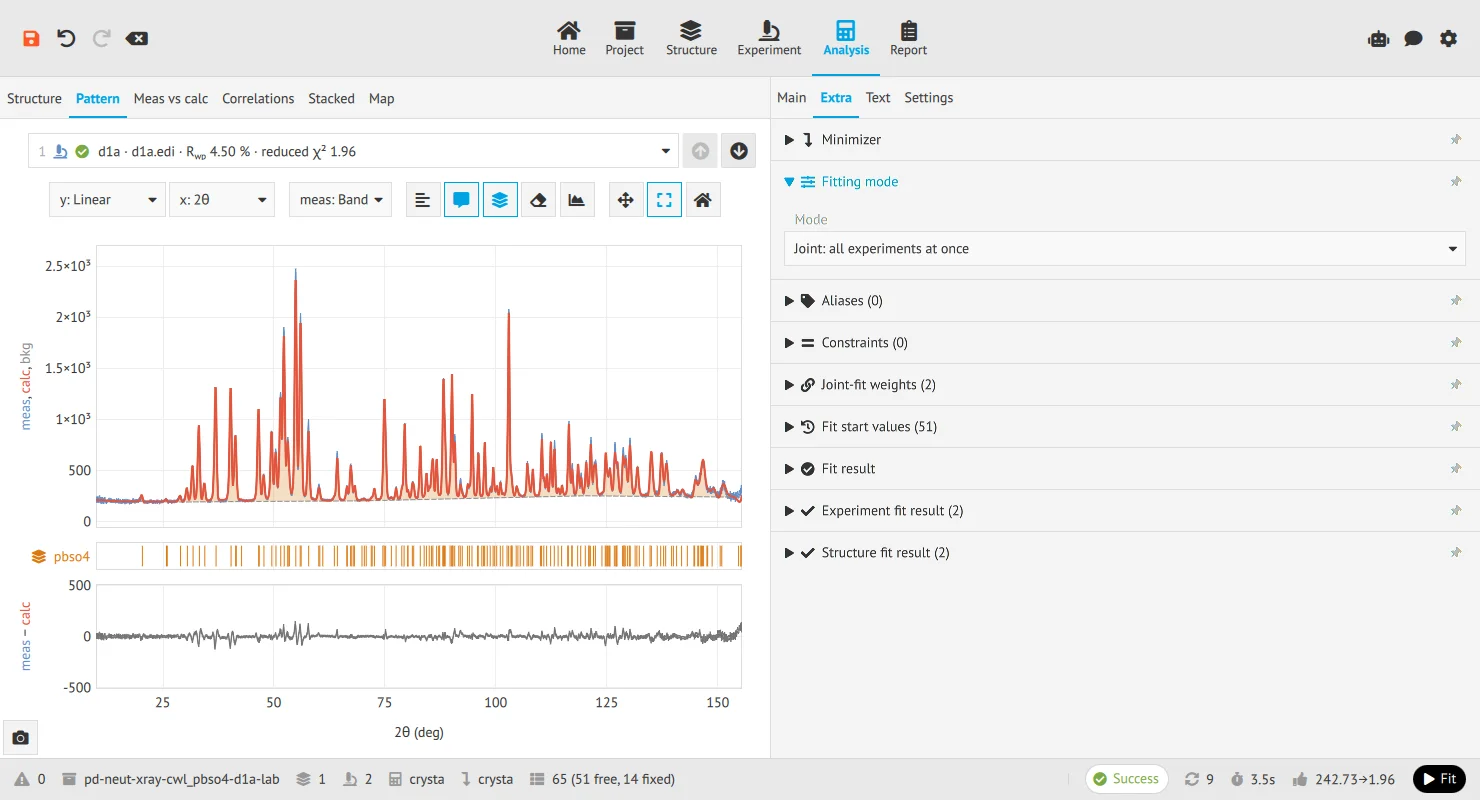 Home
Project
Structure
Experiment
Analysis
Report
Structure
Pattern
Meas vs calc
Correlations
Stacked
Map
Main
Extra
Text
Settings
1 d1a · d1a.edi · Rwp 4.50 % · reduced χ² 1.96
y: Linear
x: 2θ
meas: Band
meas, calc, bkg
2.5×10³
2×10³
1.5×10³
1×10³
500
0
pbso4
meas − calc
500
0
-500
25
50
75
100
125
150
2θ (deg)
Minimizer
Fitting mode
Mode
Joint: all experiments at once
Aliases (0)
Constraints (0)
Joint-fit weights (2)
Fit start values (51)
Fit result
Experiment fit result (2)
Structure fit result (2)
0
pd-neut-xray-cwl_pbso4-d1a-lab
1
2
crysta
crysta
65 (51 free, 14 fixed)
Success
9
3.5s
242.73→1.96
Fit